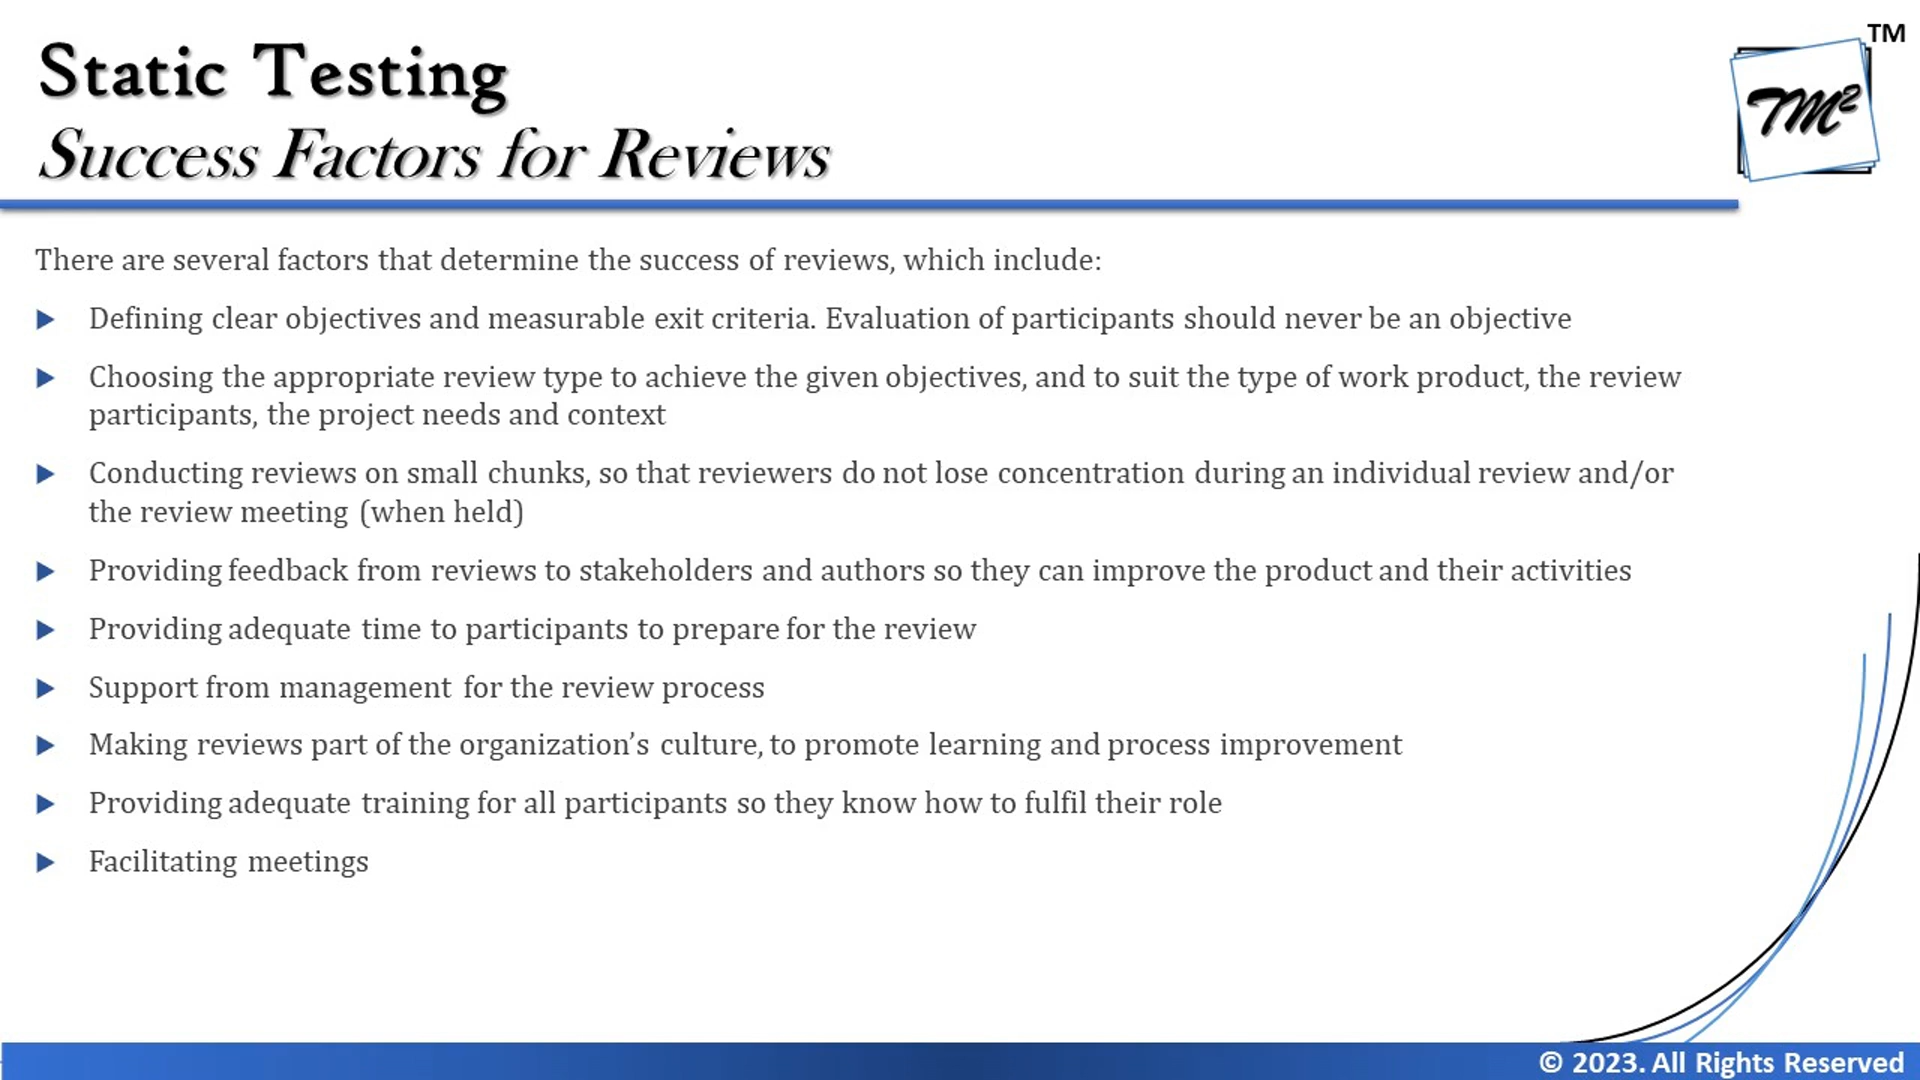 Static Testing
TM
TM²
Success Factors for Reviews
There are several factors that determine the success of reviews, which include:
Defining clear objectives and measurable exit criteria. Evaluation of participants should never be an objective
Choosing the appropriate review type to achieve the given objectives, and to suit the type of work product, the review
participants, the project needs and context
Conducting reviews on small chunks, so that reviewers do not lose concentration during an individual review and/or
the review meeting (when held)
Providing feedback from reviews to stakeholders and authors so they can improve the product and their activities
Providing adequate time to participants to prepare for the review
Support from management for the review process
Making reviews part of the organization’s culture, to promote learning and process improvement
Providing adequate training for all participants so they know how to fulfil their role
Facilitating meetings
© 2023. All Rights Reserved